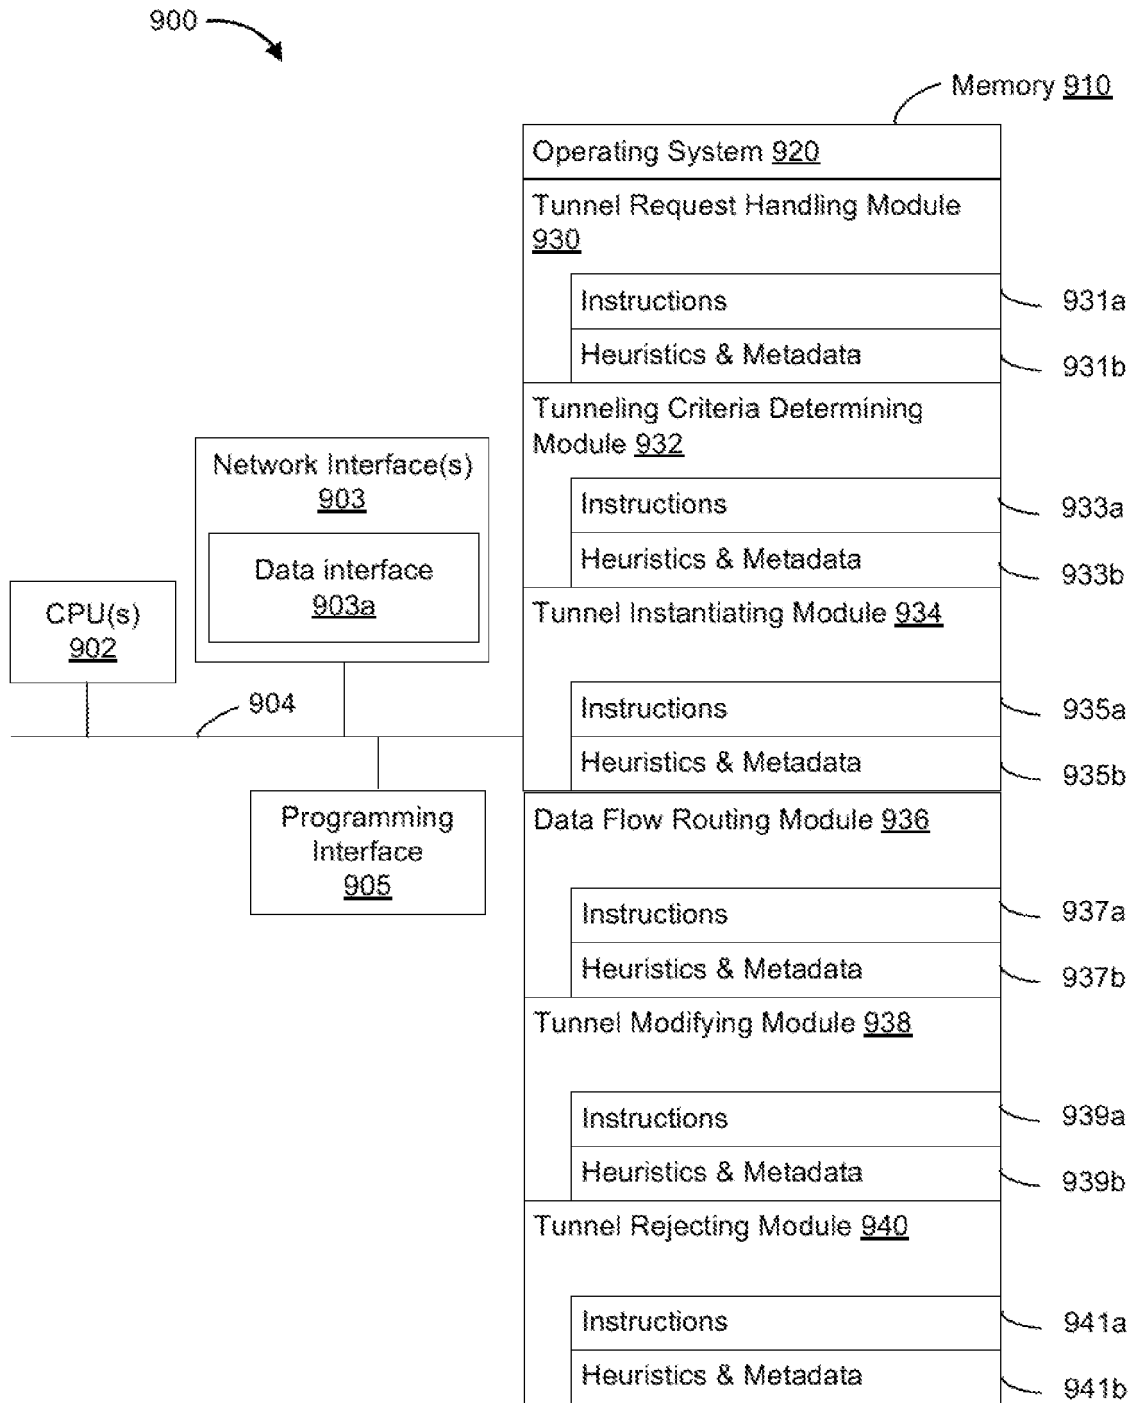 900
Memory 910
Operating System 920
Tunnel Request Handling Module
930
Instructions
931a
Heuristics & Metadata
931b
Tunneling Criteria Determining
Module 932
Instructions
933a
Heuristics & Metadata
933b
Network Interface(s)
903
Data interface
903a
CPU(s)
902
904
Programming
Interface
905
Tunnel Instantiating Module 934
Instructions
935a
Heuristics & Metadata
935b
Data Flow Routing Module 936
Instructions
937a
Heuristics & Metadata
937b
Tunnel Modifying Module 938
Instructions
939a
Heuristics & Metadata
939b
Tunnel Rejecting Module 940
Instructions
941a
Heuristics & Metadata
941b